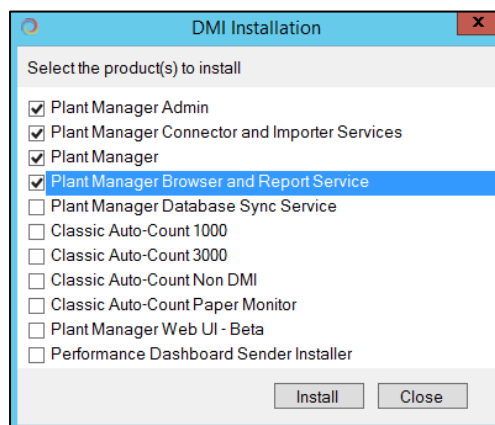 DMI Installation
x
Select the product(s) to install
Plant Manager Admin
Plant Manager Connector and Importer Services
Plant Manager
Plant Manager Browser and Report Service
Plant Manager Database Sync Service
Classic Auto-Count 1000
Classic Auto-Count 3000
Classic Auto-Count Non DMI
Classic Auto-Count Paper Monitor
Plant Manager Web UI - Beta
Performance Dashboard Sender Installer
Install Close